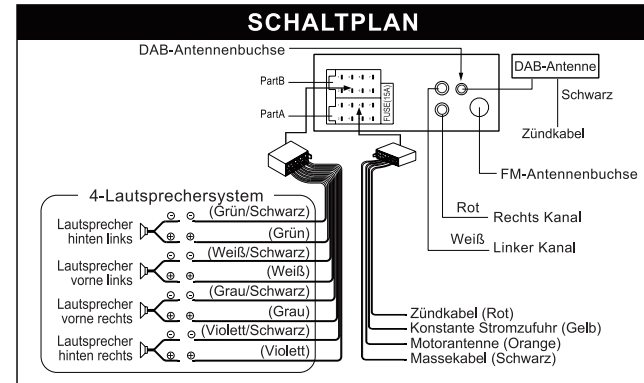 SCHALTPLAN
DAB-Antennenbuchse
DAB-Antenne
PartB
PartA
FUSE(15A)
Schwarz
Zündkabel
FM-Antennenbuchse
Rot
Rechts Kanal
Weiß
Linker Kanal
4-Lautsprechersystem
Lautsprecher
hinten links
⊖ ⊖ (Grün/Schwarz)
⊕ ⊕ (Grün)
Lautsprecher
vorne links
⊖ ⊖ (Weiß/Schwarz)
⊕ ⊕ (Weiß)
Lautsprecher
vorne rechts
⊖ ⊖ (Grau/Schwarz)
⊕ ⊕ (Grau)
Lautsprecher
hinten rechts
⊖ ⊖ (Violett/Schwarz)
⊕ ⊕ (Violett)
Zündkabel (Rot)
Konstante Stromzufuhr (Gelb)
Motorantenne (Orange)
Massekabel (Schwarz)